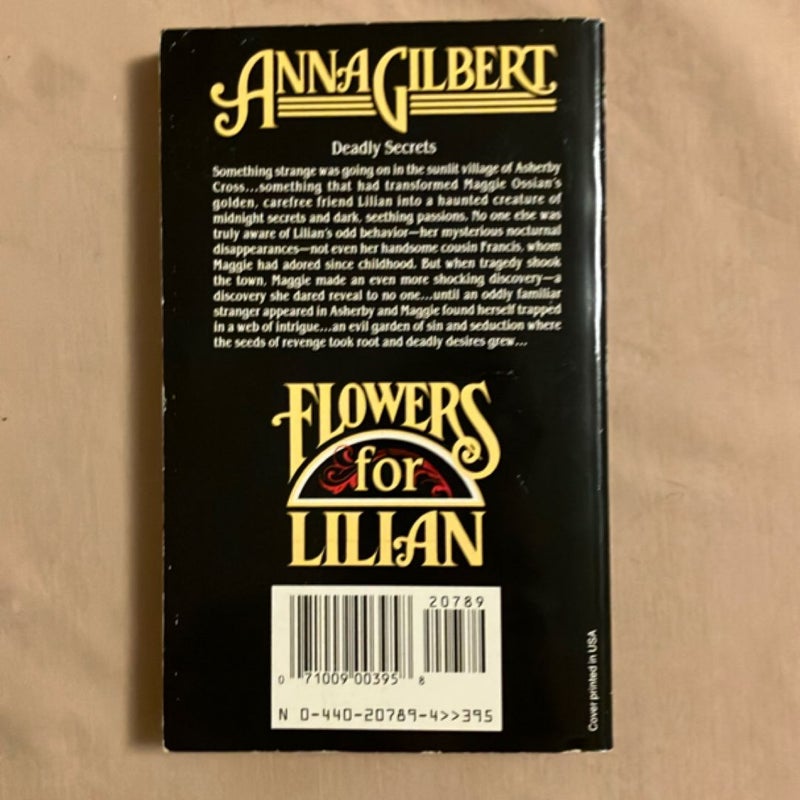 ANNA GILBERT
Deadly Secrets
Something strange was going on in the sunlit village of Asherby
Cross...something that had transformed Maggie Ossian's
golden, carefree friend Lilian into a haunted creature of
midnight secrets and dark, seething passions. No one else was
truly aware of Lilian's odd behavior—her mysterious nocturnal
disappearances—not even her handsome cousin Francis, whom
Maggie had adored since childhood. But when tragedy shook
the town, Maggie made an even more shocking discovery—a
discovery she dared reveal to no one...until an oddly familiar
stranger appeared in Asherby and Maggie found herself trapped
in a web of intrigue...an evil garden of sin and seduction where
the seeds of revenge took root and deadly desires grew...
FLOWERS
for
LILIAN
20789
0 71009 00395 8
N 0-440-20789-4>>395
Cover printed in USA